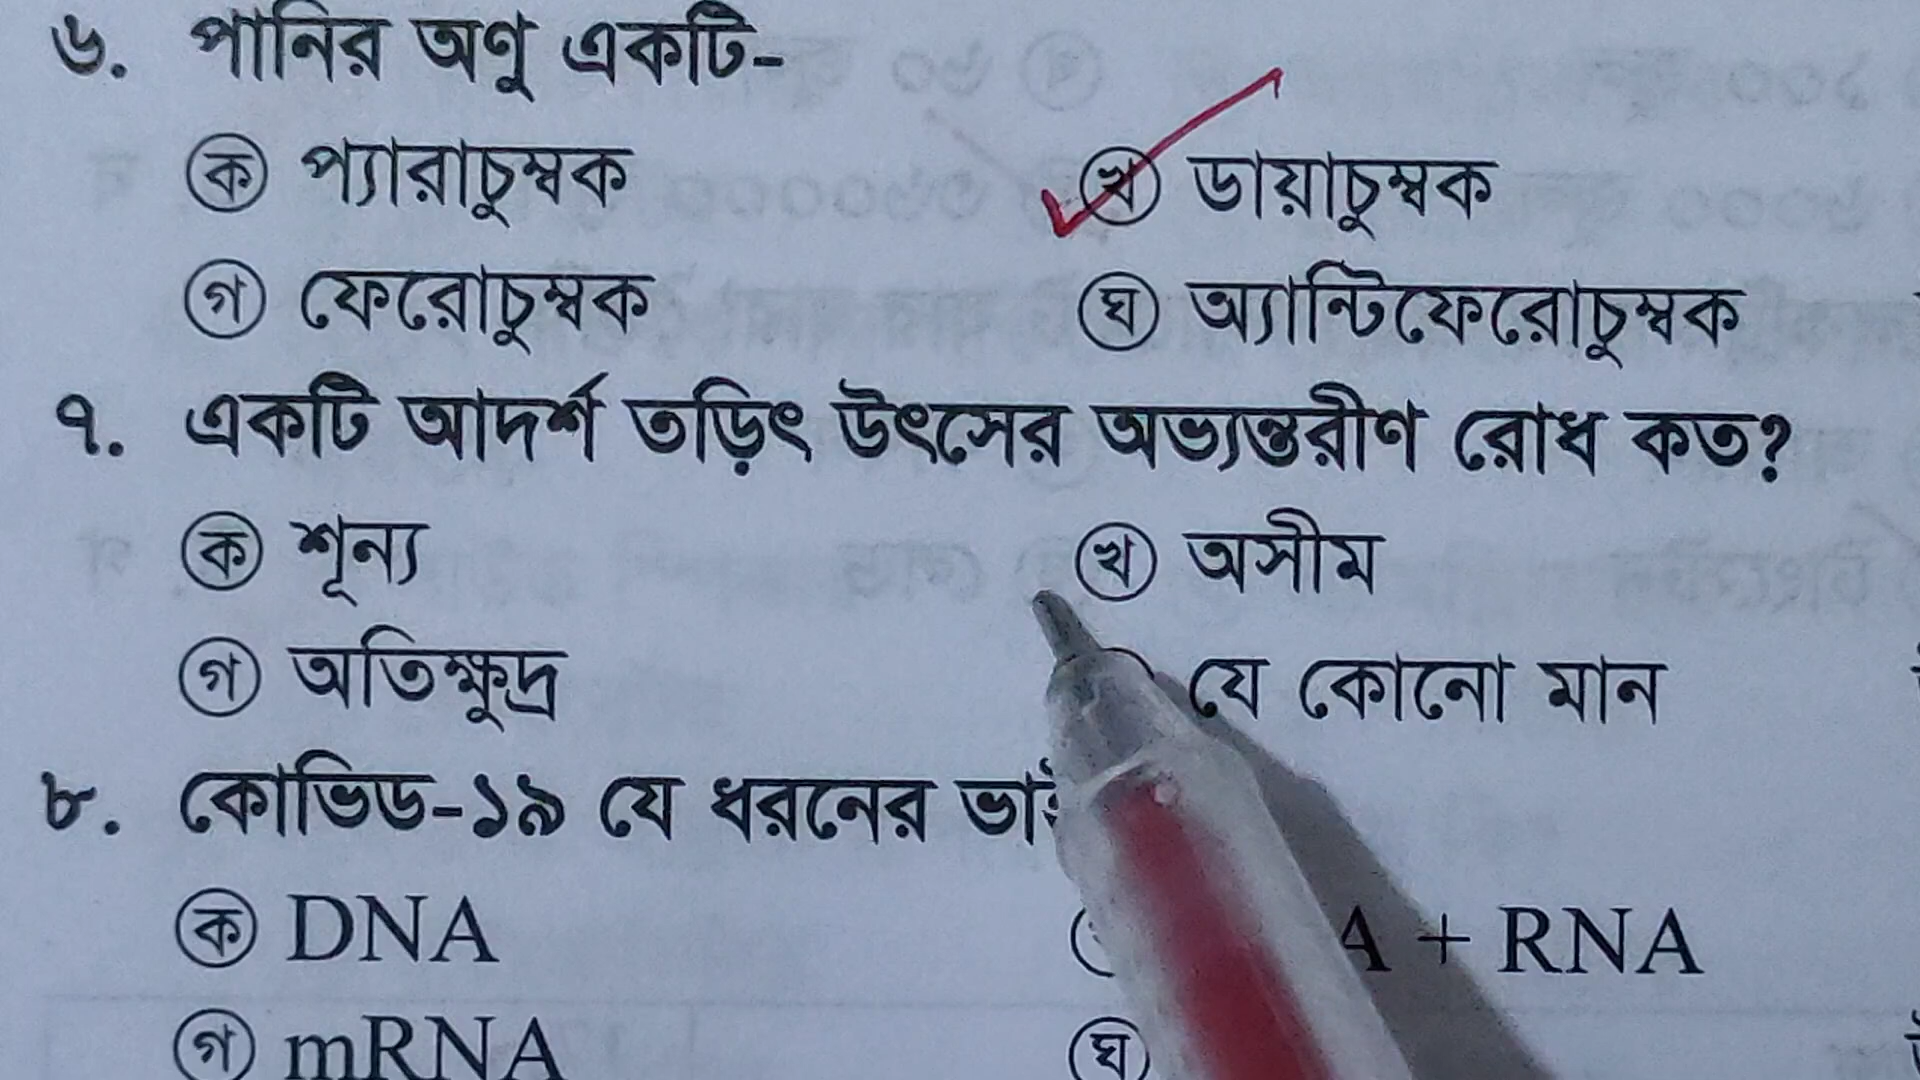 ৬. পানির অণু একটি-
ক প্যারাচুম্বক খ ডায়াচুম্বক
গ ফেরোচুম্বক ঘ অ্যান্টিফেরোচুম্বক
৭. একটি আদর্শ তড়িৎ উৎসের অভ্যন্তরীণ রোধ কত?
ক শূন্য খ অসীম
গ অতিক্ষুদ্র যে কোনো মান
৮. কোভিড-১৯ যে ধরনের
ক DNA A + RNA
গ mRNA ঘ